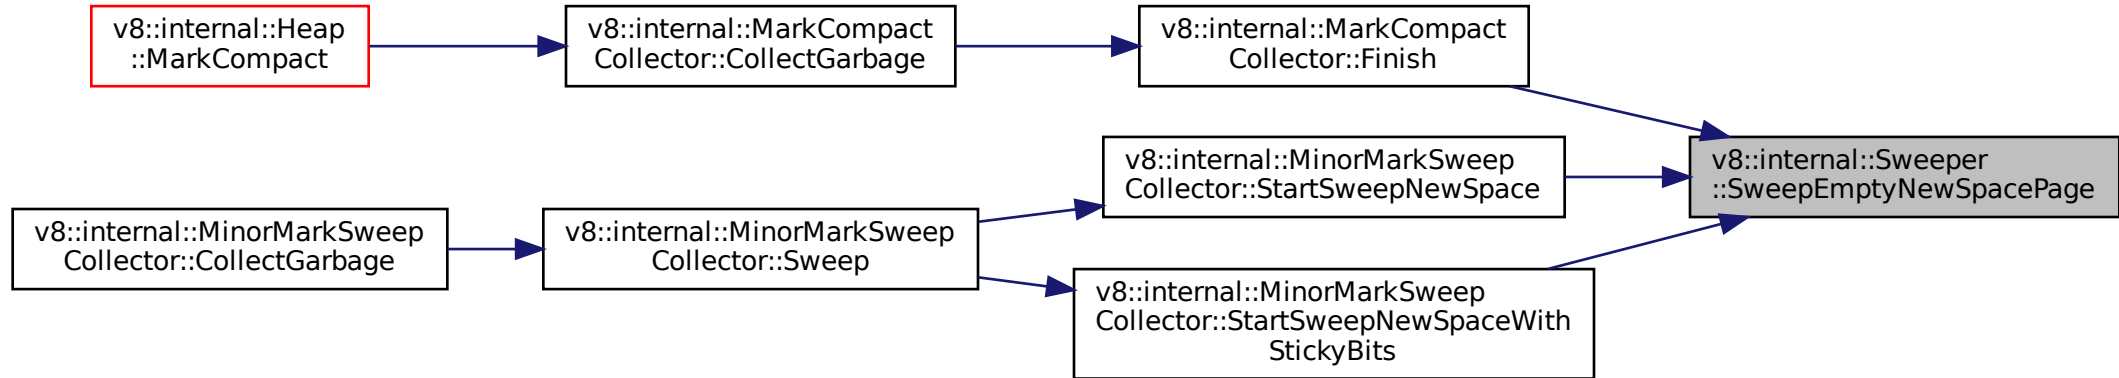 v8::internal::Heap
::MarkCompact
v8::internal::MarkCompact
Collector::CollectGarbage
v8::internal::MarkCompact
Collector::Finish
v8::internal::MinorMarkSweep
Collector::StartSweepNewSpace
v8::internal::Sweeper
::SweepEmptyNewSpacePage
v8::internal::MinorMarkSweep
Collector::CollectGarbage
v8::internal::MinorMarkSweep
Collector::Sweep
v8::internal::MinorMarkSweep
Collector::StartSweepNewSpaceWith
StickyBits